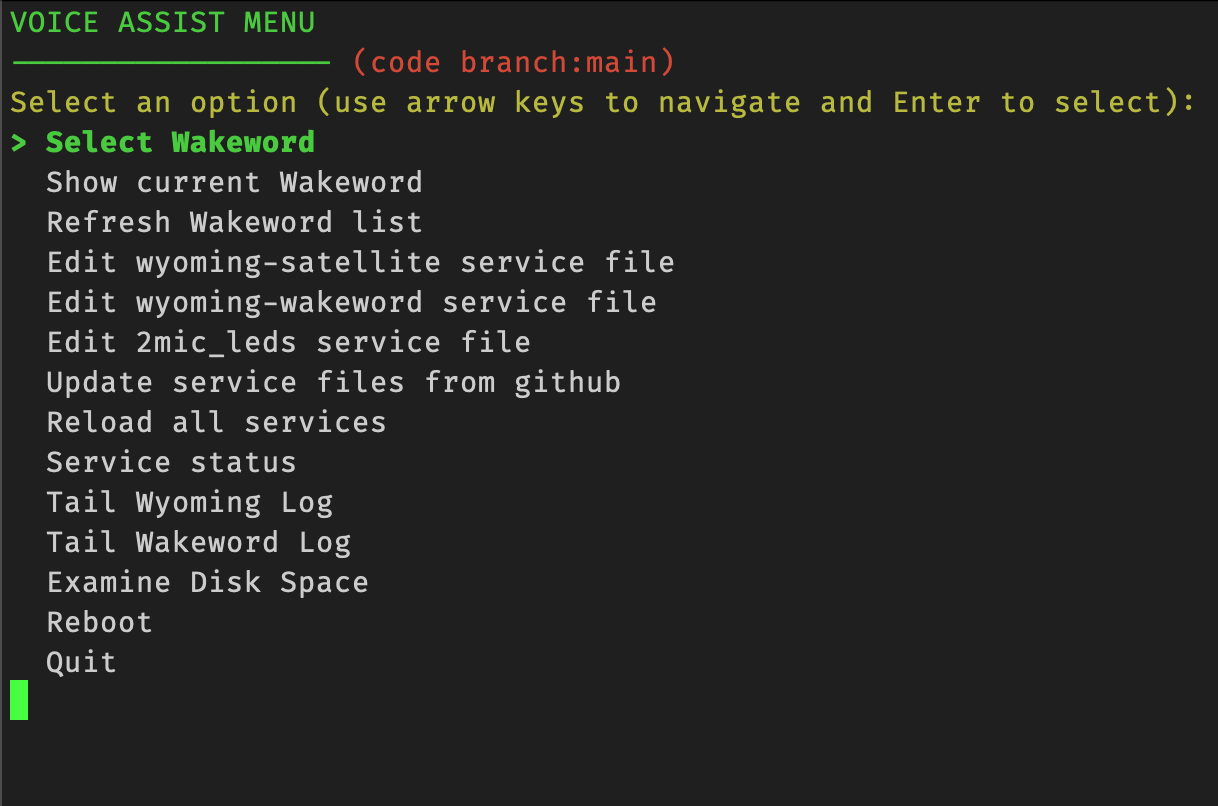 VOICE ASSIST MENU
────────────────── (code branch:main)
Select an option (use arrow keys to navigate and Enter to select):
> Select Wakeword
Show current Wakeword
Refresh Wakeword list
Edit wyoming-satellite service file
Edit wyoming-wakeword service file
Edit 2mic_leds service file
Update service files from github
Reload all services
Service status
Tail Wyoming Log
Tail Wakeword Log
Examine Disk Space
Reboot
Quit